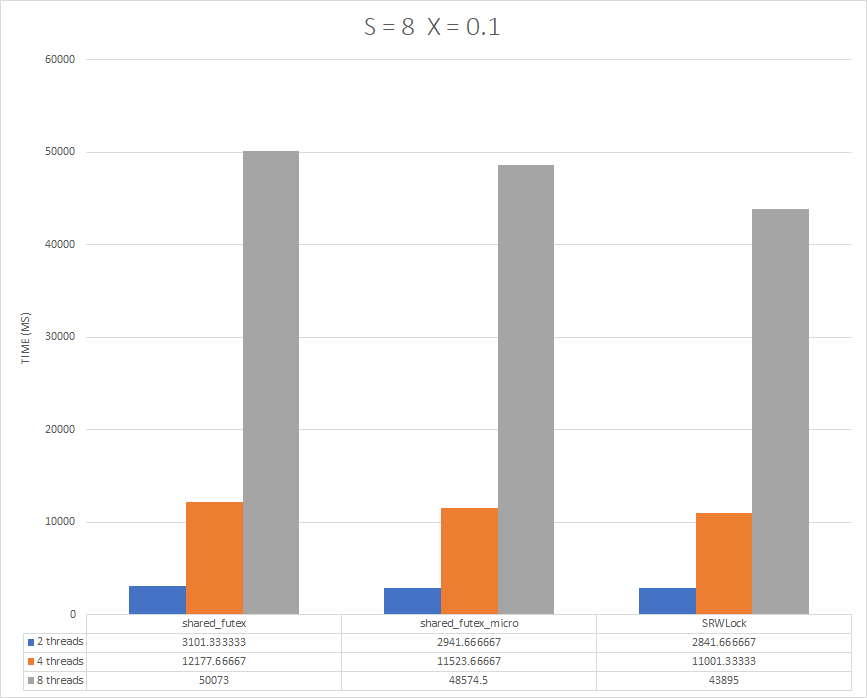 S = 8 X = 0.1
60000
50000
40000
30000
20000
10000
0
TIME (MS)
shared_futex shared_futex_micro SRWLock
2 threads 3101.333333 2941.666667 2841.666667
4 threads 12177.66667 11523.66667 11001.33333
8 threads 50073 48574.5 43895